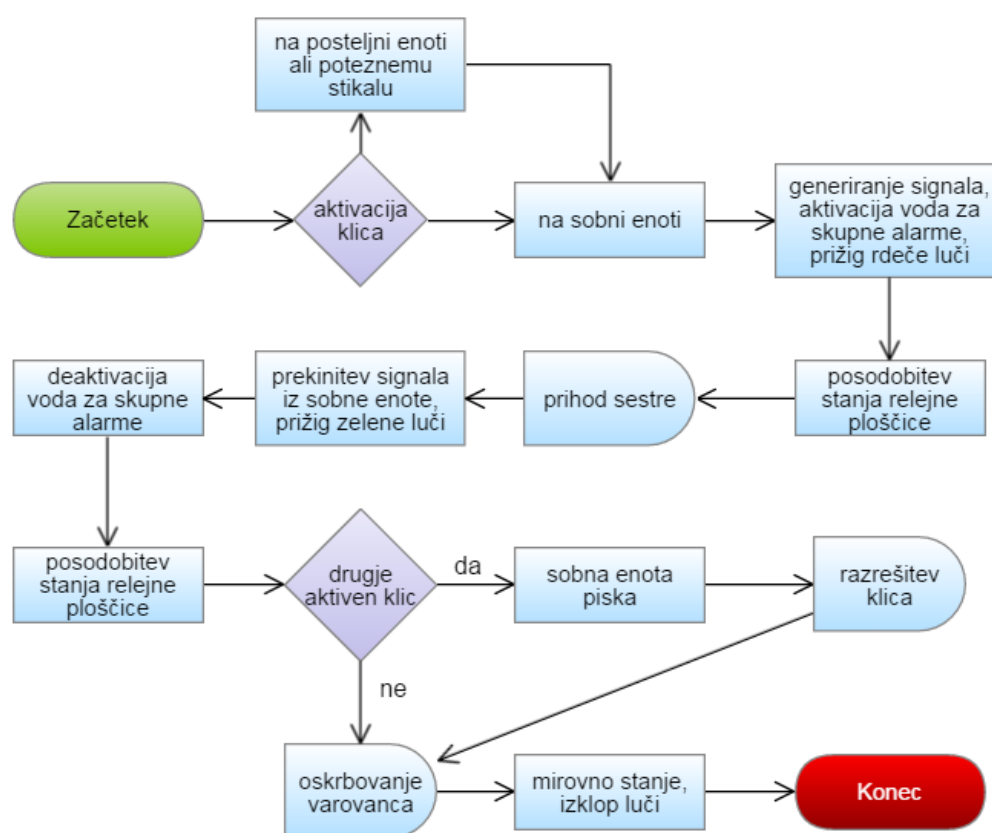 na posteljni enoti
ali poteznemu
stikalu
Začetek
aktivacija
klica
na sobni enoti
generiranje signala,
aktivacija voda za
skupne alarme,
prižig rdeče luči
deaktivacija
voda za skupne
alarme
prekinitev signala
iz sobne enote,
prižig zelene luči
prihod sestre
posodobitev
stanja relejne
ploščice
posodobitev
stanja relejne
ploščice
drugje
aktiven klic
da
sobna enota
piska
razrešitev
klica
ne
oskrbovanje
varovanca
mirovno stanje,
izklop luči
Konec